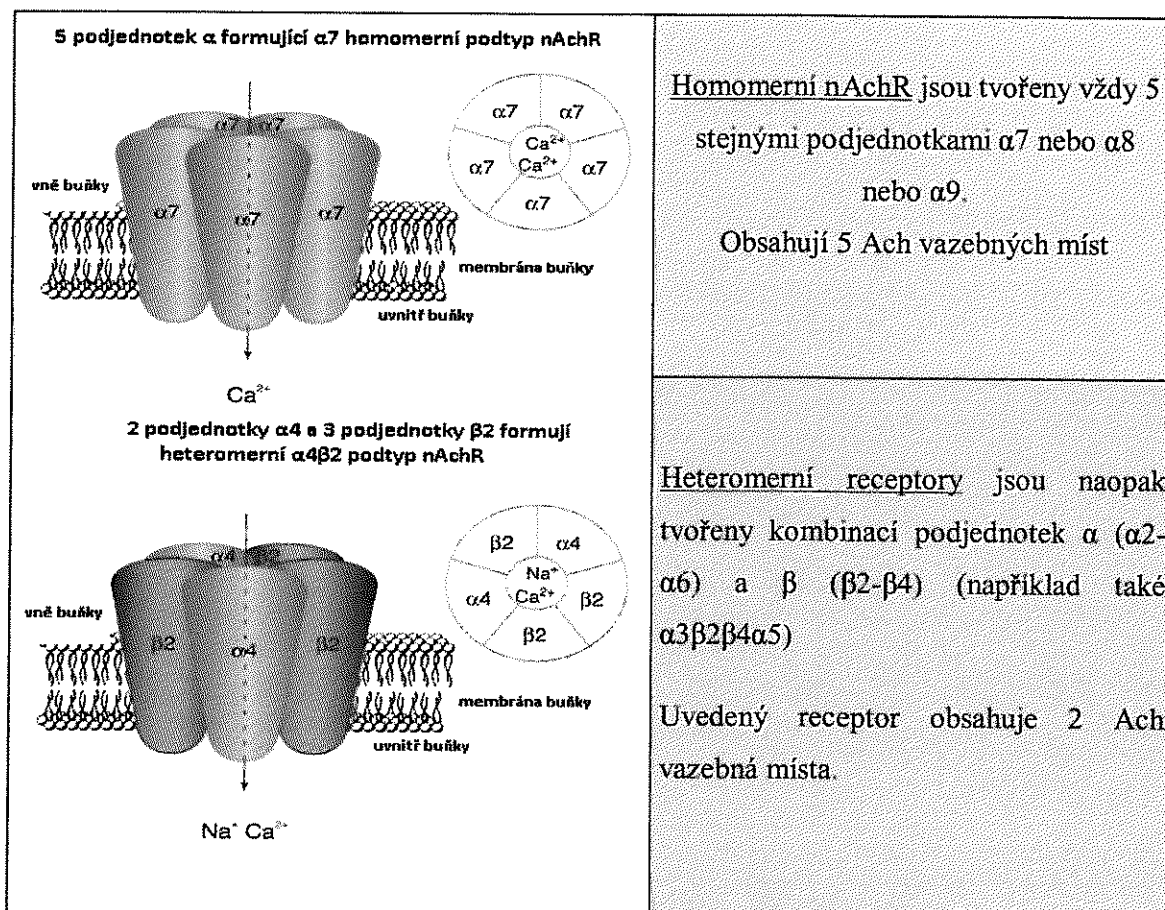 5 podjednotek α formující α7 homomerní podtyp nAchR
α7 α7
α7 α7 α7
vně buňky
membrána buňky
uvnitř buňky
Ca²⁺
α7 α7
Ca²⁺
Ca²⁺
α7 α7
α7
Homomerní nAchR jsou tvořeny vždy 5
stejnými podjednotkami α7 nebo α8
nebo α9.
Obsahují 5 Ach vazebných míst
2 podjednotky α4 a 3 podjednotky β2 formují
heteromerní α4β2 podtyp nAchR
α4
β2 α4 β2
vně buňky
membrána buňky
uvnitř buňky
Na⁺ Ca²⁺
β2 α4
Na⁺
Ca²⁺
α4 β2
β2
Heteromerní receptory jsou naopak
tvořeny kombinací podjednotek α (α2-
α6) a β (β2-β4) (například také
α3β2β4α5)
Uvedený receptor obsahuje 2 Ach
vazebná místa.